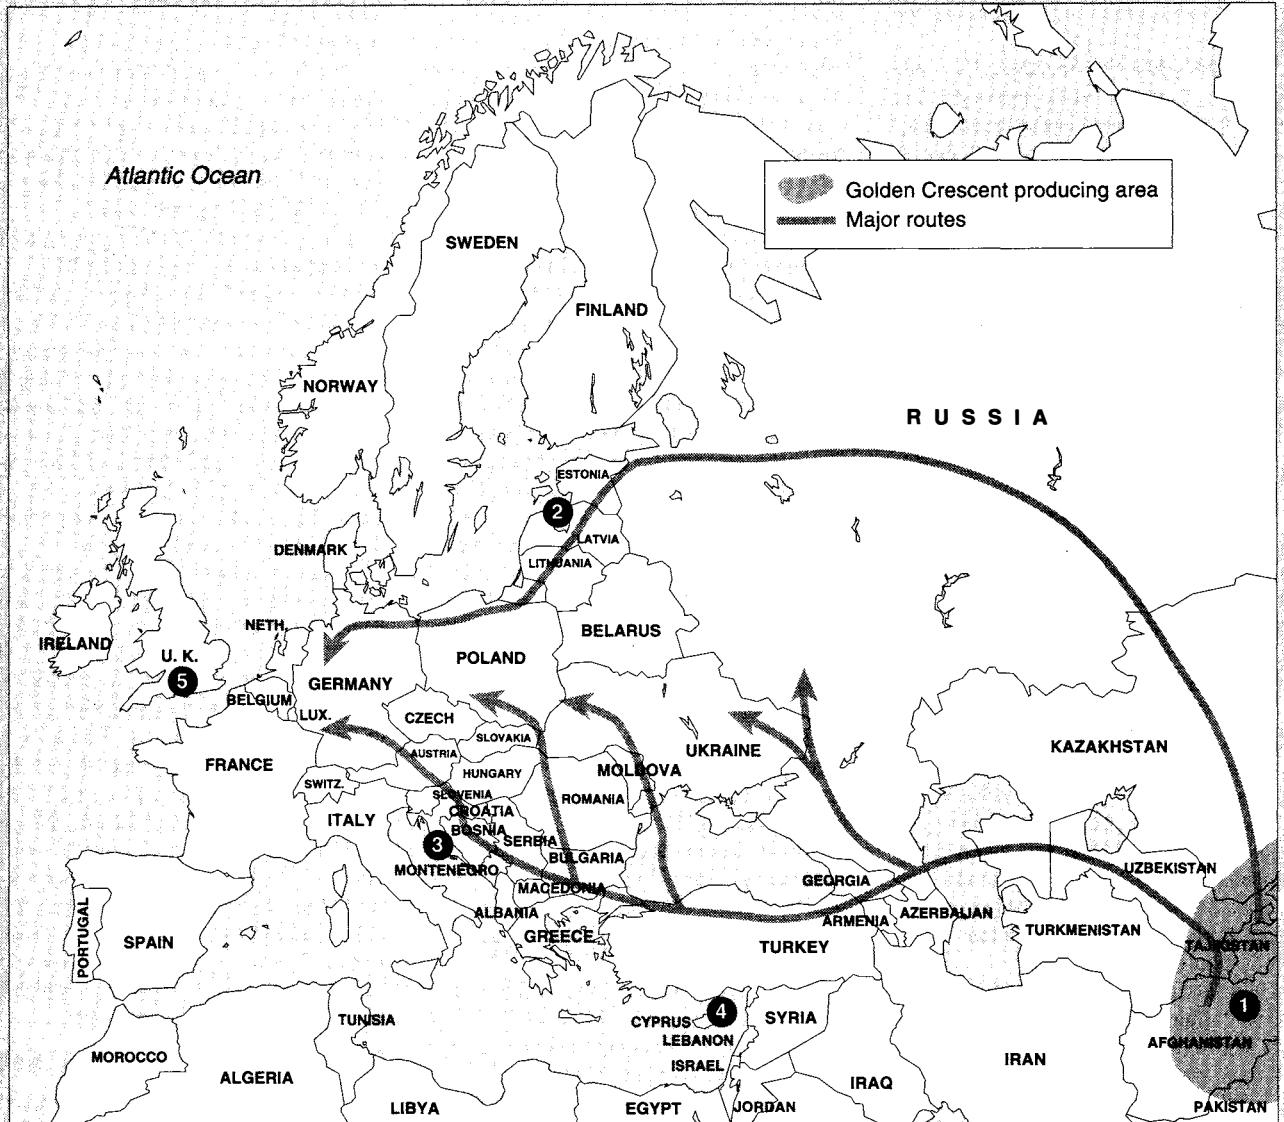 Atlantic Ocean
Golden Crescent producing area
Major routes
SWEDEN
FINLAND
NORWAY
RUSSIA
ESTONIA
2
LATVIA
DENMARK
LITHUANIA
NETH.
BELARUS
IRELAND
U. K.
POLAND
5
GERMANY
BELGIUM
LUX.
CZECH
SLOVAKIA
UKRAINE
KAZAKHSTAN
AUSTRIA
FRANCE
HUNGARY
MOLDOVA
SWITZ.
SLOVENIA
ROMANIA
CROATIA
ITALY
BOSNIA
SERBIA
3
BULGARIA
MONTENEGRO
UZBEKISTAN
GEORGIA
MACEDONIA
ALBANIA
AZERBAIJAN
ARMENIA
PORTUGAL
SPAIN
GREECE
TURKEY
TURKMENISTAN
TAJIKISTAN
1
4
TUNISIA
CYPRUS
SYRIA
LEBANON
AFGHANISTAN
MOROCCO
ISRAEL
IRAN
ALGERIA
IRAQ
LIBYA
EGYPT
JORDAN
PAKISTAN